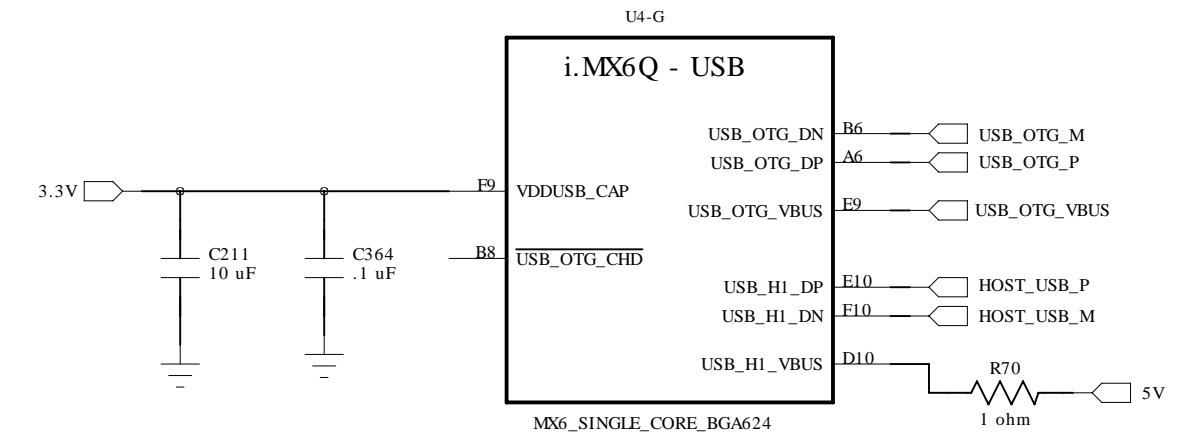 U4-G
i.MX6Q - USB
USB_OTG_DN B6 USB_OTG_M
USB_OTG_DP A6 USB_OTG_P
3.3V F9 VDDUSB_CAP
USB_OTG_VBUS E9 USB_OTG_VBUS
B8 USB_OTG_CHD
C211
10 uF
C364
.1 uF
USB_H1_DP E10 HOST_USB_P
USB_H1_DN F10 HOST_USB_M
USB_H1_VBUS D10
R70
1 ohm
5V
MX6_SINGLE_CORE_BGA624